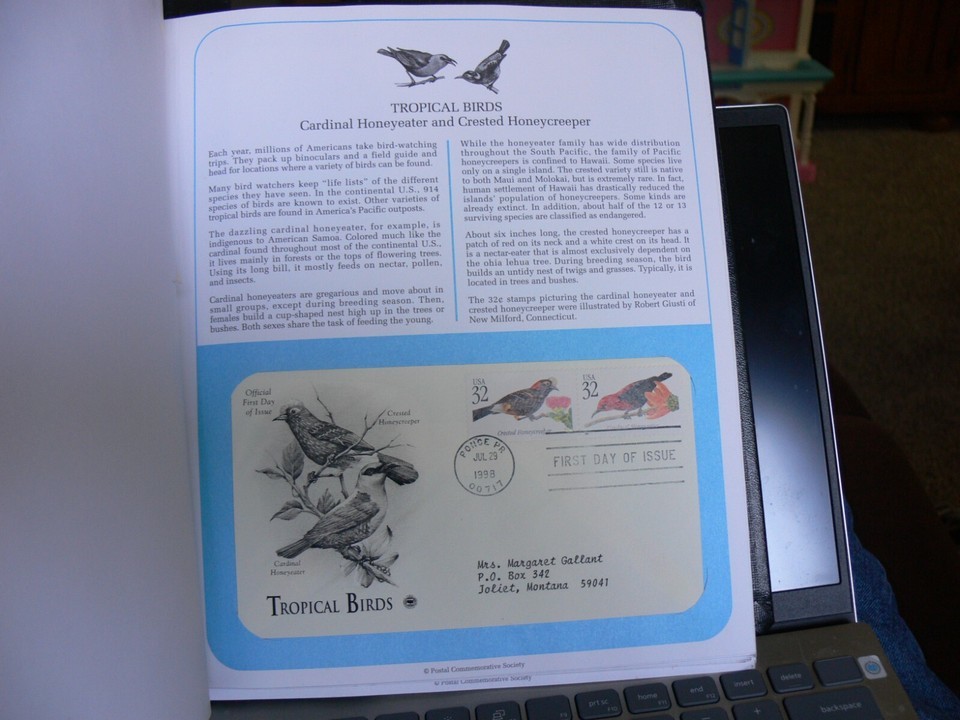 TROPICAL BIRDS
Cardinal Honeyeater and Crested Honeycreeper
Each year, millions of Americans take bird-watching
trips. They pack up binoculars and a field guide and
head for locations where a variety of birds can be found.
Many bird watchers keep "life lists" of the different
species they have seen. In the continental U.S., 914
species of birds are known to exist. Other varieties of
tropical birds are found in America's Pacific outposts.
The dazzling cardinal honeyeater, for example, is
indigenous to American Samoa. Colored much like the
cardinal found throughout most of the continental U.S.,
it lives mainly in forests or the tops of flowering trees.
Using its long bill, it mostly feeds on nectar, pollen,
and insects.
Cardinal honeyeaters are gregarious and move about in
small groups, except during breeding season. Then,
females build a cup-shaped nest high up in the trees or
bushes. Both sexes share the task of feeding the young.
While the honeyeater family has wide distribution
throughout the South Pacific, the family of Pacific
honeycreepers is confined to Hawaii. Some species live
only on a single island. The crested variety still is native
to both Maui and Molokai, but is extremely rare. In fact,
human settlement of Hawaii has drastically reduced the
islands' population of honeycreepers. Some kinds are
already extinct. In addition, about half of the 12 or 13
surviving species are classified as endangered.
About six inches long, the crested honeycreeper has a
patch of red on its neck and a white crest on its head. It
is a nectar-eater that is almost exclusively dependent on
the ohia lehua tree. During breeding season, the bird
builds an untidy nest of twigs and grasses. Typically, it is
located in trees and bushes.
The 32¢ stamps picturing the cardinal honeyeater and
crested honeycreeper were illustrated by Robert Giusti of
New Milford, Connecticut.
Official
First Day
of Issue
Crested
Honeycreeper
Cardinal
Honeyeater
TROPICAL BIRDS
USA
32
Crested Honeycreeper
USA
32
PONCE PR
JUL 29
1998
00717
FIRST DAY OF ISSUE
Mrs. Margaret Gallant
P.O. Box 342
Joliet, Montana 59041
© Postal Commemorative Society
© Postal Commemorative Society
prt sc
F10
home
F11
end
F12
insert
delete
backspace